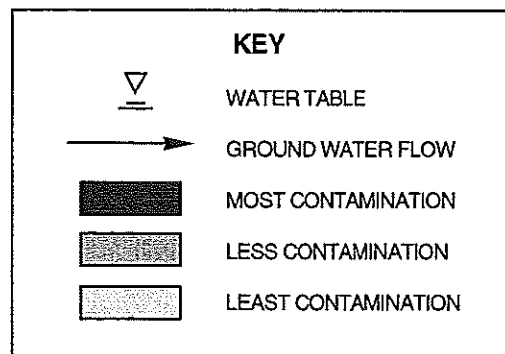 KEY
WATER TABLE
GROUND WATER FLOW
MOST CONTAMINATION
LESS CONTAMINATION
LEAST CONTAMINATION